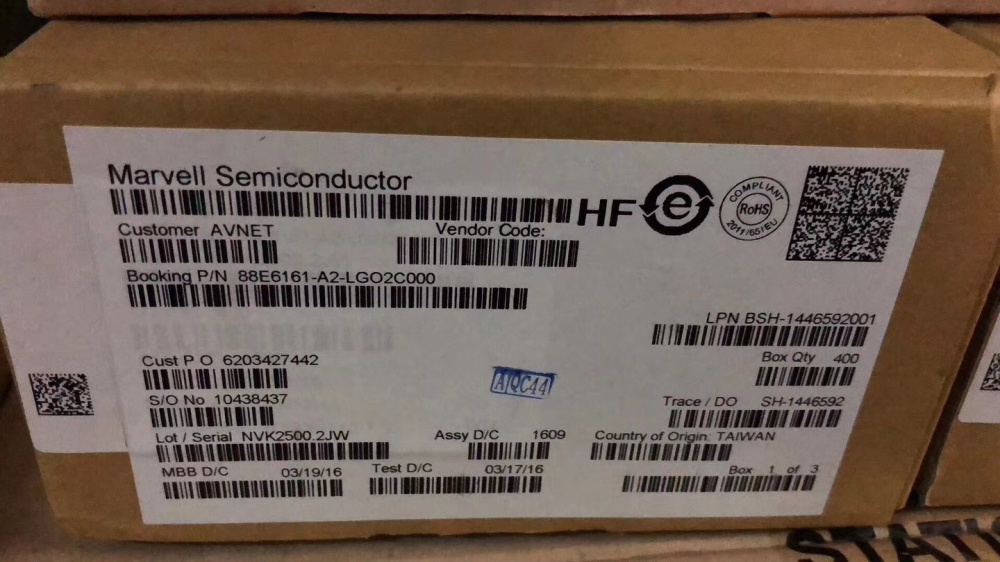 Marvell Semiconductor
HF e
COMPLIANT
RoHS
2011/65/EU
Customer AVNET
Vendor Code:
Booking P/N 88E6161-A2-LGO2C000
LPN BSH-1446592001
Cust P O 6203427442
Box Qty 400
AQC44
S/O No 10438437
Trace / DO SH-1446592
Lot / Serial NVK2500.2JW
Assy D/C 1609
Country of Origin: TAIWAN
MBB D/C 03/19/16
Test D/C 03/17/16
Box 1 of 3